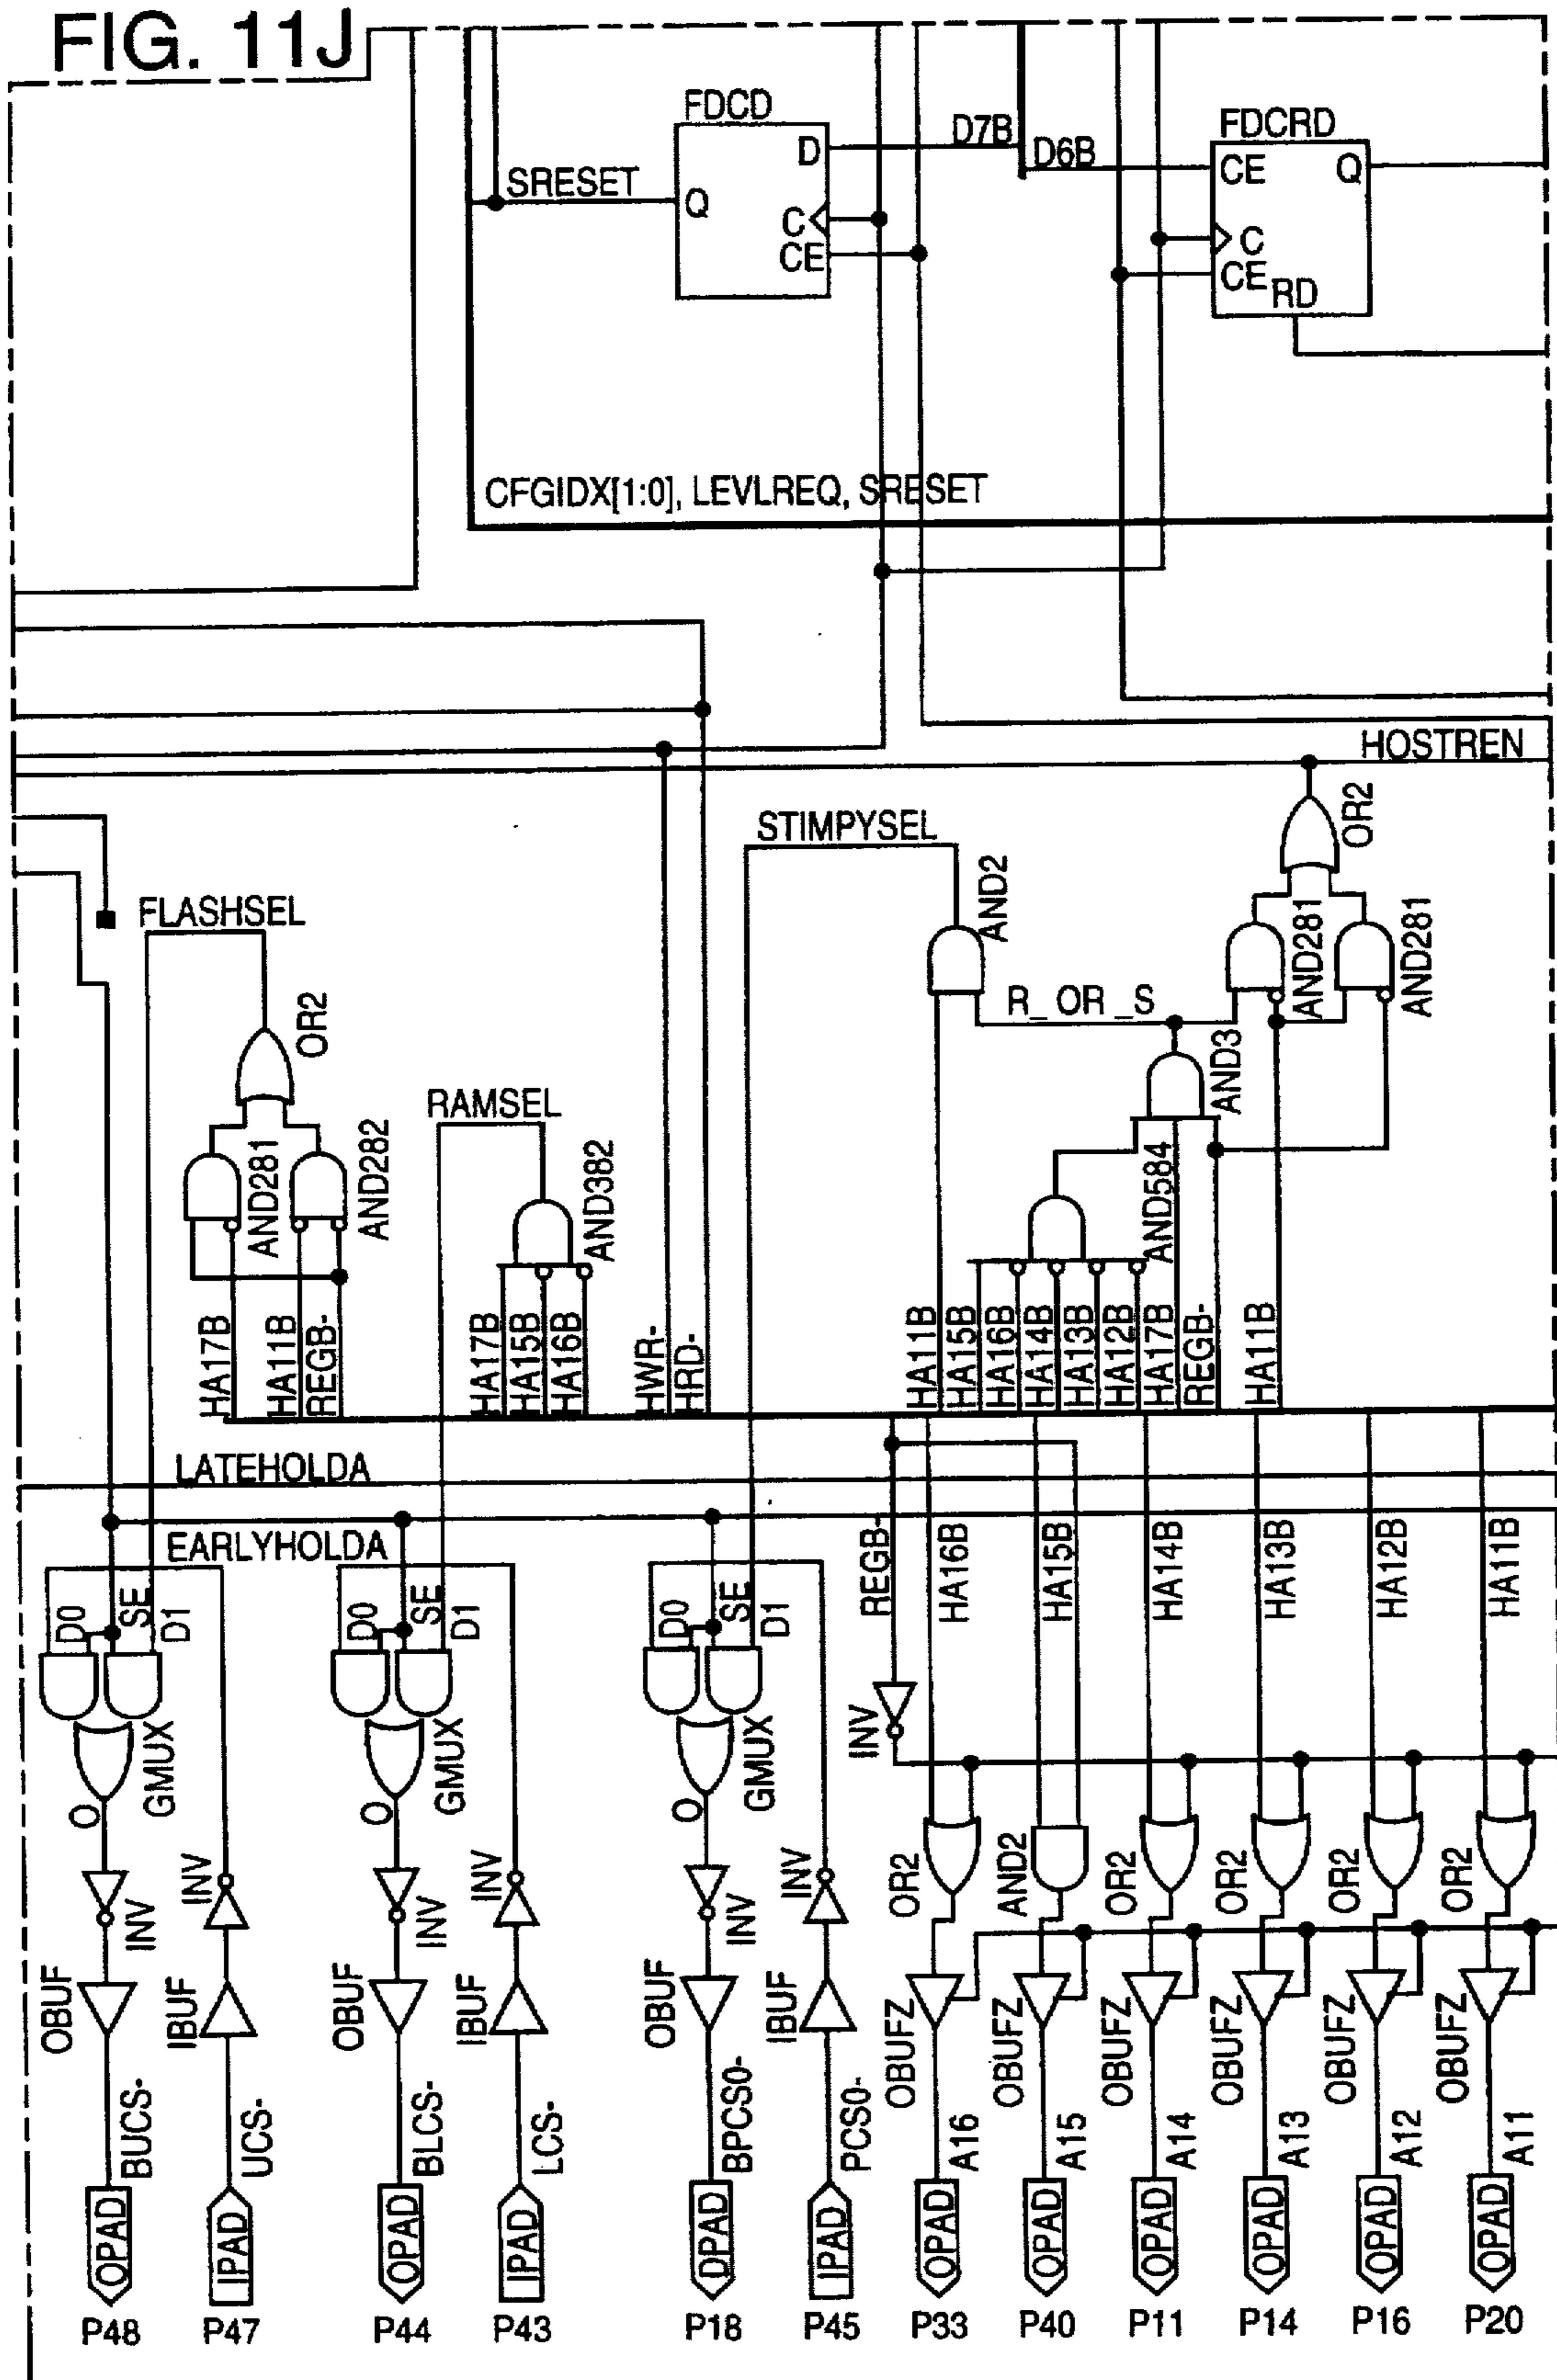 FIG. 11J
FDCD
D
Q
C
CE
SRESET
D7B
D6B
FDCRD
CE
Q
C
CE
RD
CFGIDX[1:0], LEVLREQ, SRESET
HOSTREN
OR2
STIMPYSEL
AND2
AND281
AND281
R_OR_S
AND3
FLASHSEL
OR2
AND281
AND282
RAMSEL
AND382
AND584
HA17B
HA11B
REGB-
HA17B
HA15B
HA16B
HWR-
HRD-
HA11B
HA15B
HA16B
HA14B
HA13B
HA12B
HA17B
REGB-
HA11B
LATEHOLDA
EARLYHOLDA
D0
SE
D1
D0
SE
D1
D0
SE
D1
REGB-
HA16B
HA15B
HA14B
HA13B
HA12B
HA11B
GMUX
GMUX
GMUX
O
O
O
INV
INV
INV
INV
INV
INV
INV
OR2
AND2
OR2
OR2
OR2
OR2
OBUF
IBUF
OBUF
IBUF
OBUF
IBUF
OBUFZ
OBUFZ
OBUFZ
OBUFZ
OBUFZ
OBUFZ
BUCS-
UCS-
BLCS-
LCS-
BPCS0-
PCS0-
A16
A15
A14
A13
A12
A11
OPAD
IPAD
OPAD
IPAD
DPAD
IPAD
OPAD
OPAD
OPAD
OPAD
OPAD
OPAD
P48
P47
P44
P43
P18
P45
P33
P40
P11
P14
P16
P20